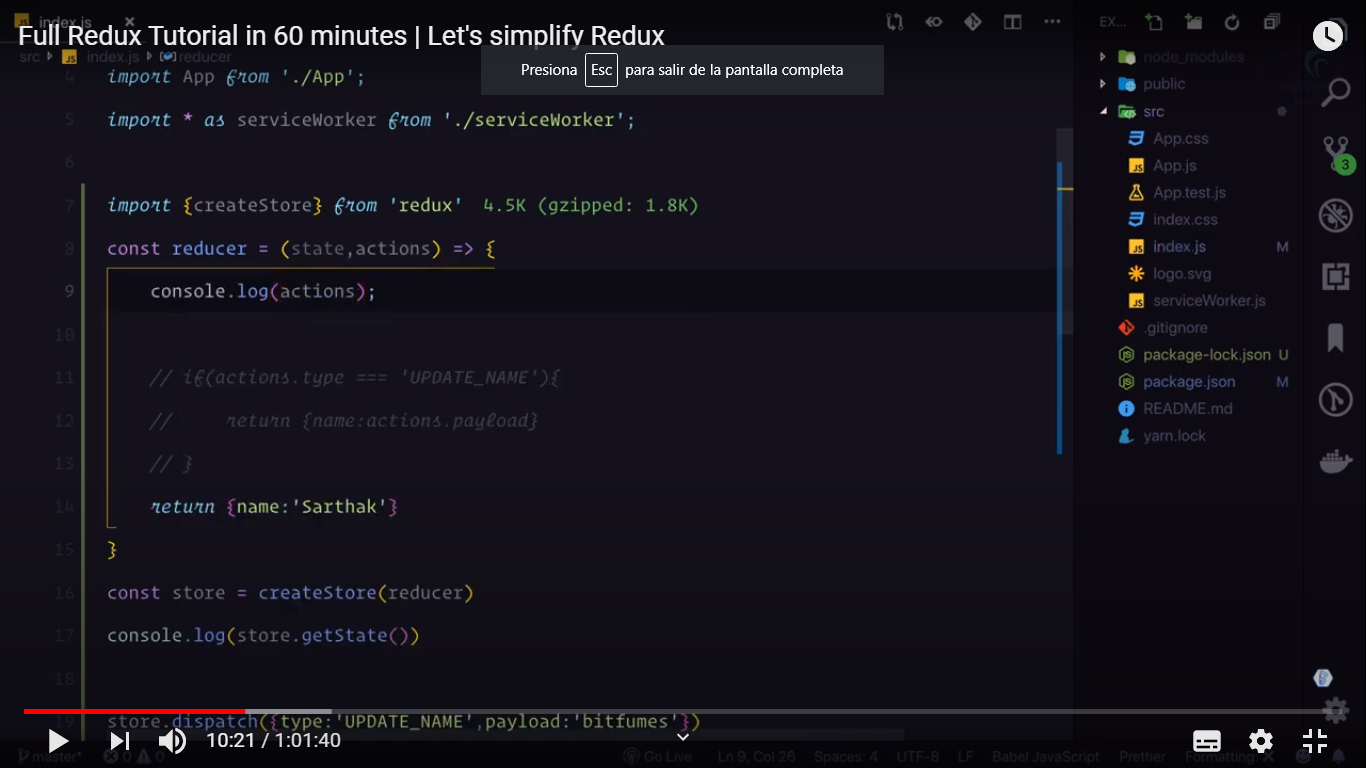 index.js
Full Redux Tutorial in 60 minutes | Let's simplify Redux
EX...
src index.js reducer
Presiona Esc para salir de la pantalla completa
4 import App from './App';
5 import * as serviceWorker from './serviceWorker';
6
7 import {createStore} from 'redux' 4.5K (gzipped: 1.8K)
8 const reducer = (state,actions) => {
9 console.log(actions);
10
11 // if(actions.type === 'UPDATE_NAME'){
12 // return {name:actions.payload}
13 // }
14 return {name:'Sarthak'}
15 }
16 const store = createStore(reducer)
17 console.log(store.getState())
18
19 store.dispatch({type:'UPDATE_NAME',payload:'bitfumes'})
node_modules
public
src
App.css
App.js
App.test.js
index.css
index.js M
logo.svg
serviceWorker.js
.gitignore
package-lock.json U
package.json M
README.md
yarn.lock
3
10:21 / 1:01:40
master* 0 0 Go Live Ln 9, Col 26 Spaces: 4 UTF-8 LF Babel JavaScript Prettier Formatting: ×